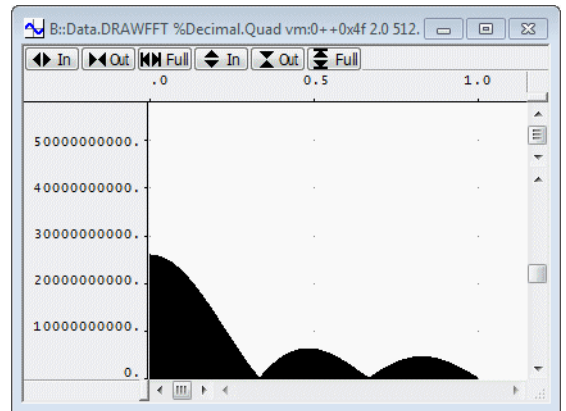 B::Data.DRAWFFT %Decimal.Quad vm:0++0x4f 2.0 512.
In Out Full In Out Full
.0 0.5 1.0
50000000000.
40000000000.
30000000000.
20000000000.
10000000000.
0.